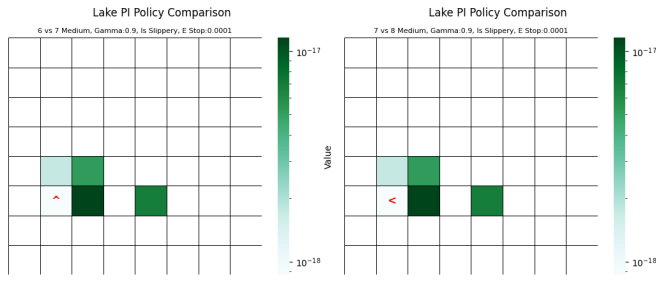 Lake PI Policy Comparison
6 vs 7 Medium, Gamma:0.9, Is Slippery, E Stop:0.0001
10⁻¹⁷
^
10⁻¹⁸
Value
Lake PI Policy Comparison
7 vs 8 Medium, Gamma:0.9, Is Slippery, E Stop:0.0001
10⁻¹⁷
<
10⁻¹⁸